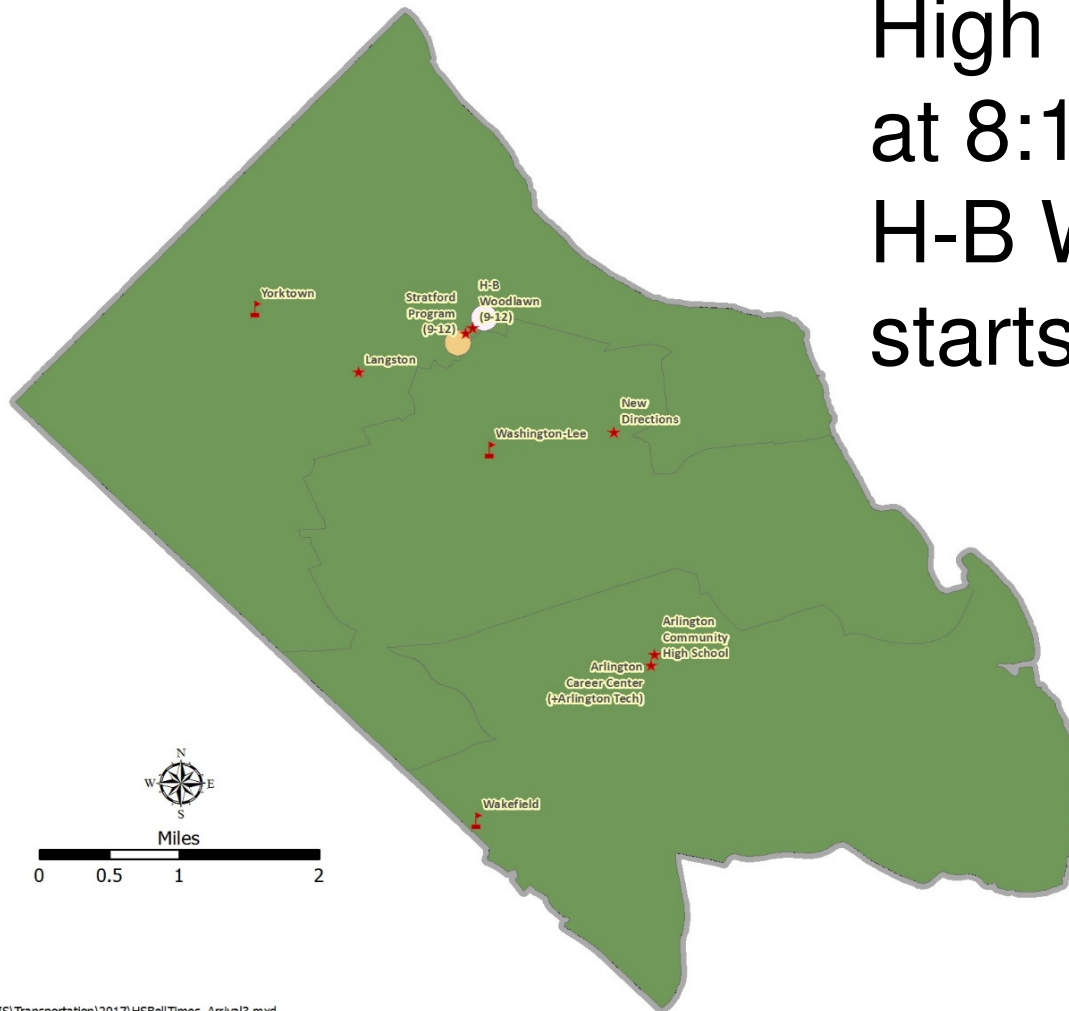 High
at 8:1
H-B
starts
Yorktown
Stratford
Program
(9-12)
H-B
Woodlawn
(9-12)
Langston
New
Directions
Washington-Lee
Arlington
Community
High School
Arlington
Career Center
(+Arlington Tech)
Wakefield
N
W E
S
Miles
0 0.5 1 2